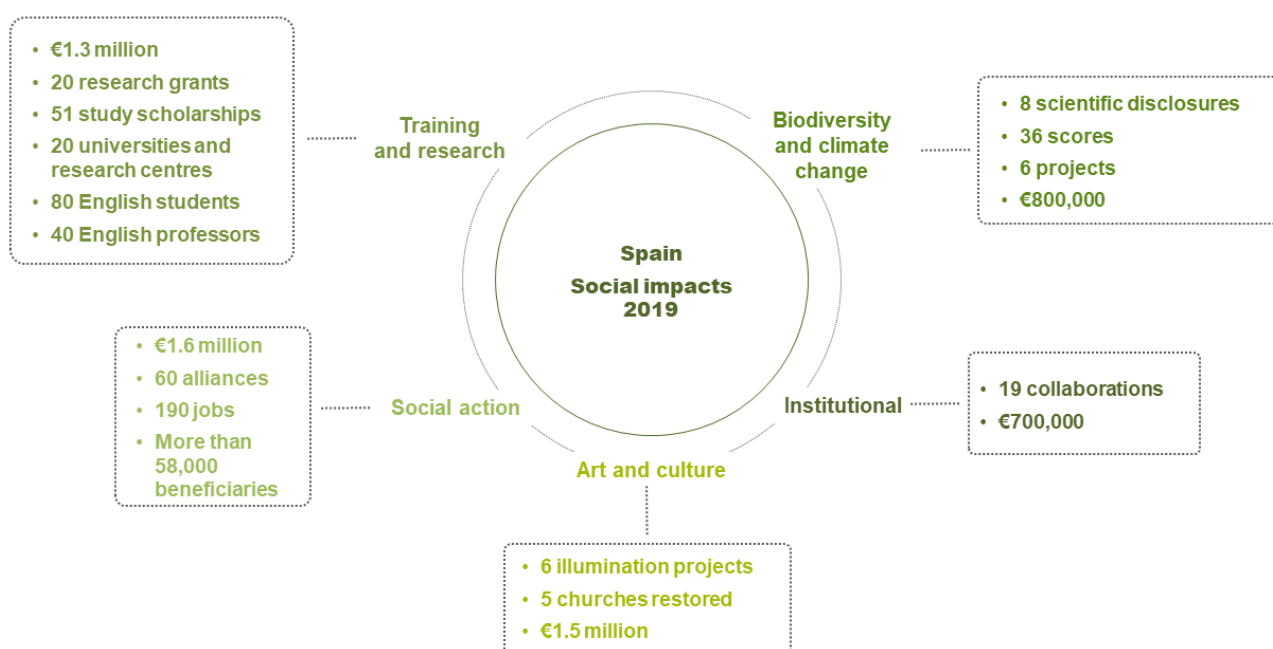 • €1.3 million
• 20 research grants
• 51 study scholarships
• 20 universities and
research centres
• 80 English students
• 40 English professors
Training
and research
Biodiversity
and climate
change
• 8 scientific disclosures
• 36 scores
• 6 projects
• €800,000
Spain
Social impacts
2019
• €1.6 million
• 60 alliances
• 190 jobs
• More than
58,000
beneficiaries
Social action
Institutional
• 19 collaborations
• €700,000
Art and culture
• 6 illumination projects
• 5 churches restored
• €1.5 million